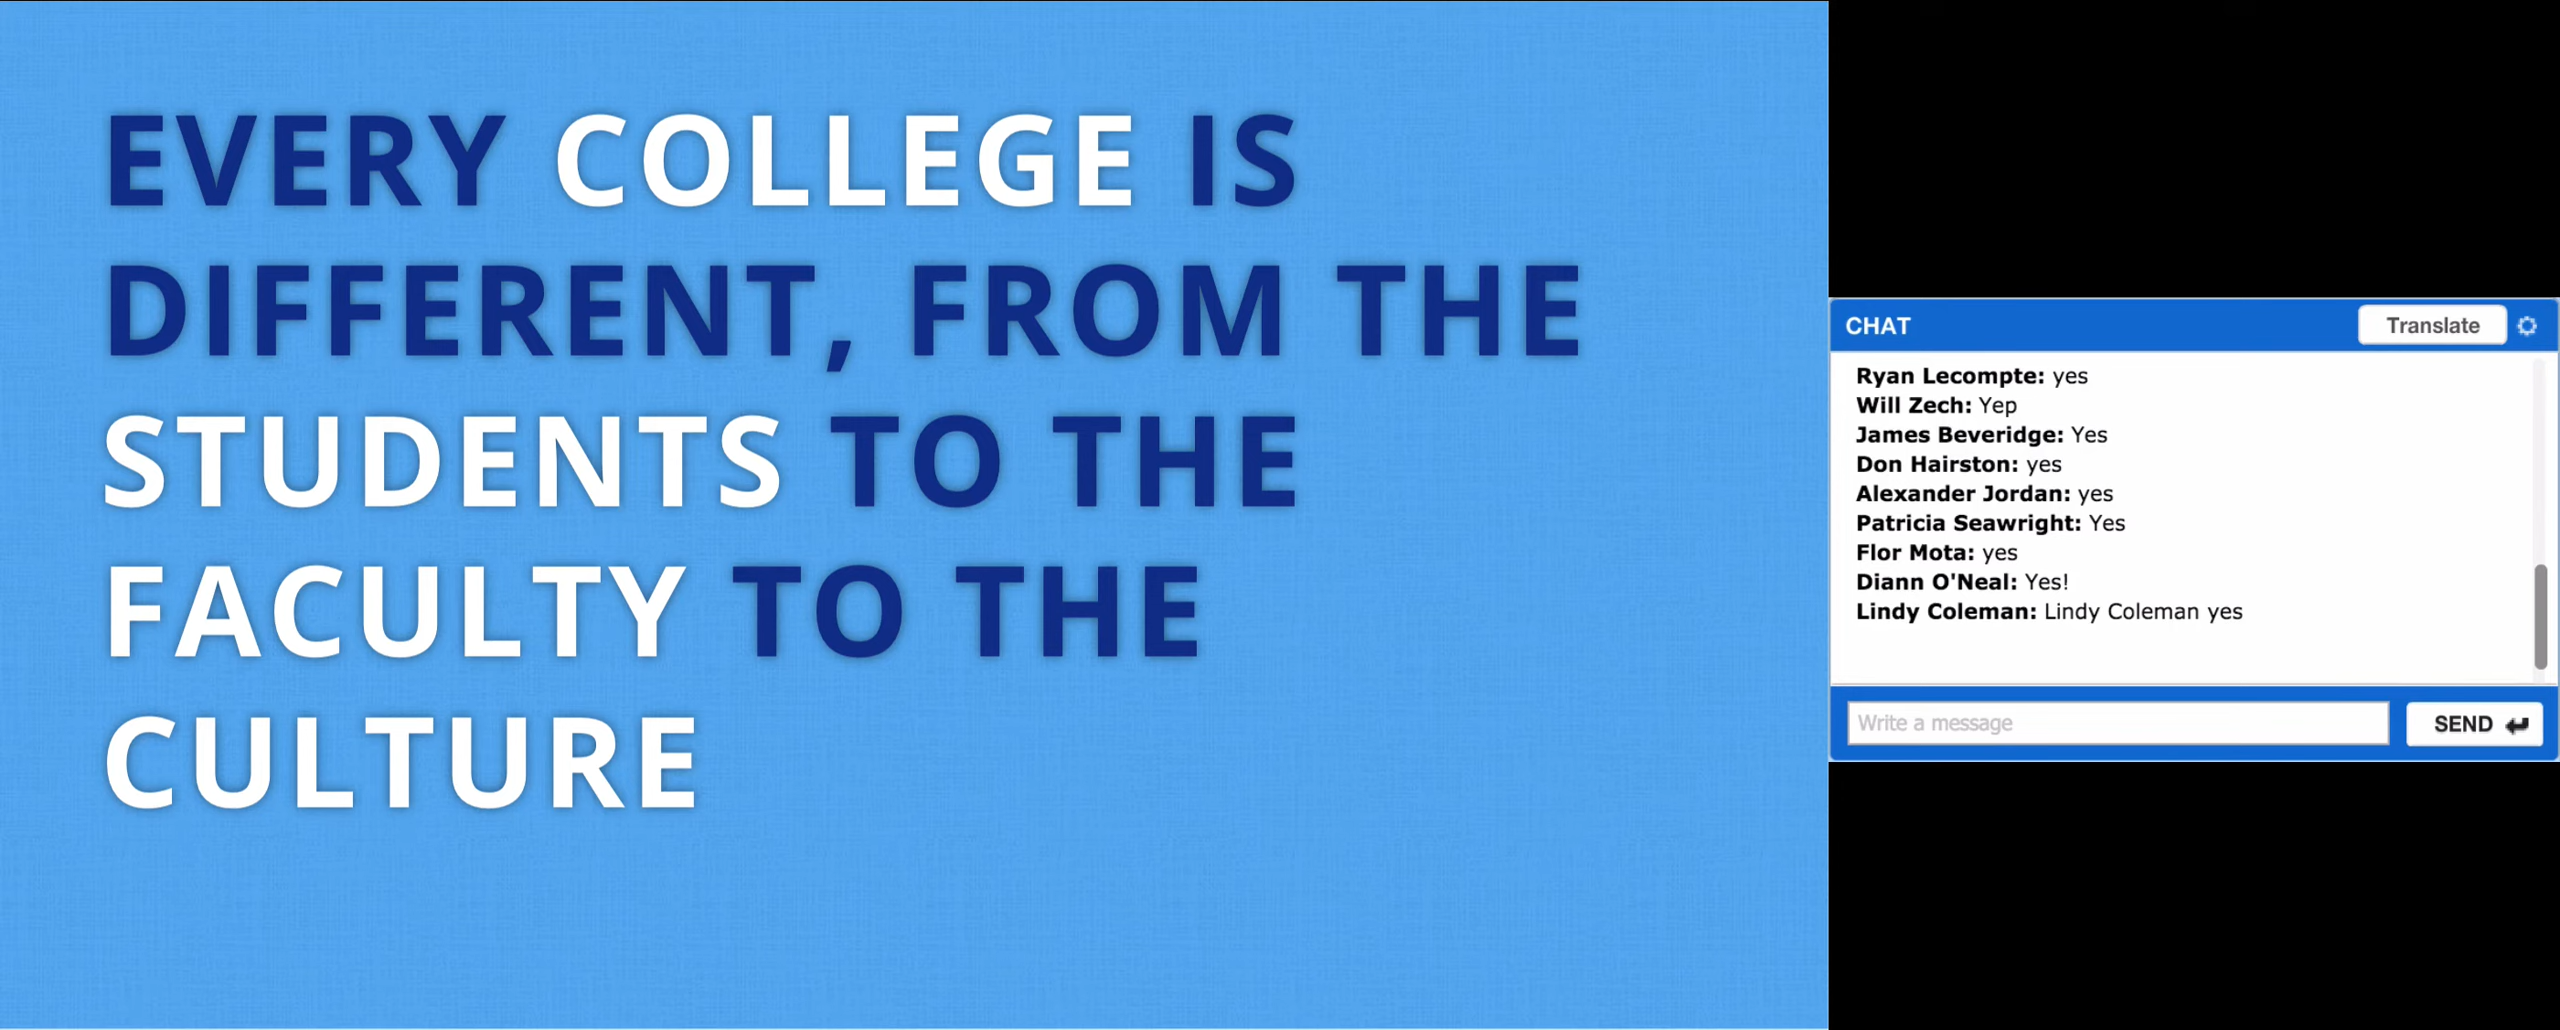 EVERY COLLEGE IS
DIFFERENT, FROM THE
STUDENTS TO THE
FACULTY TO THE
CULTURE
CHAT
Translate
Ryan Lecompte: yes
Will Zech: Yep
James Beveridge: Yes
Don Hairston: yes
Alexander Jordan: yes
Patricia Seawright: Yes
Flor Mota: yes
Diann O'Neal: Yes!
Lindy Coleman: Lindy Coleman yes
Write a message
SEND